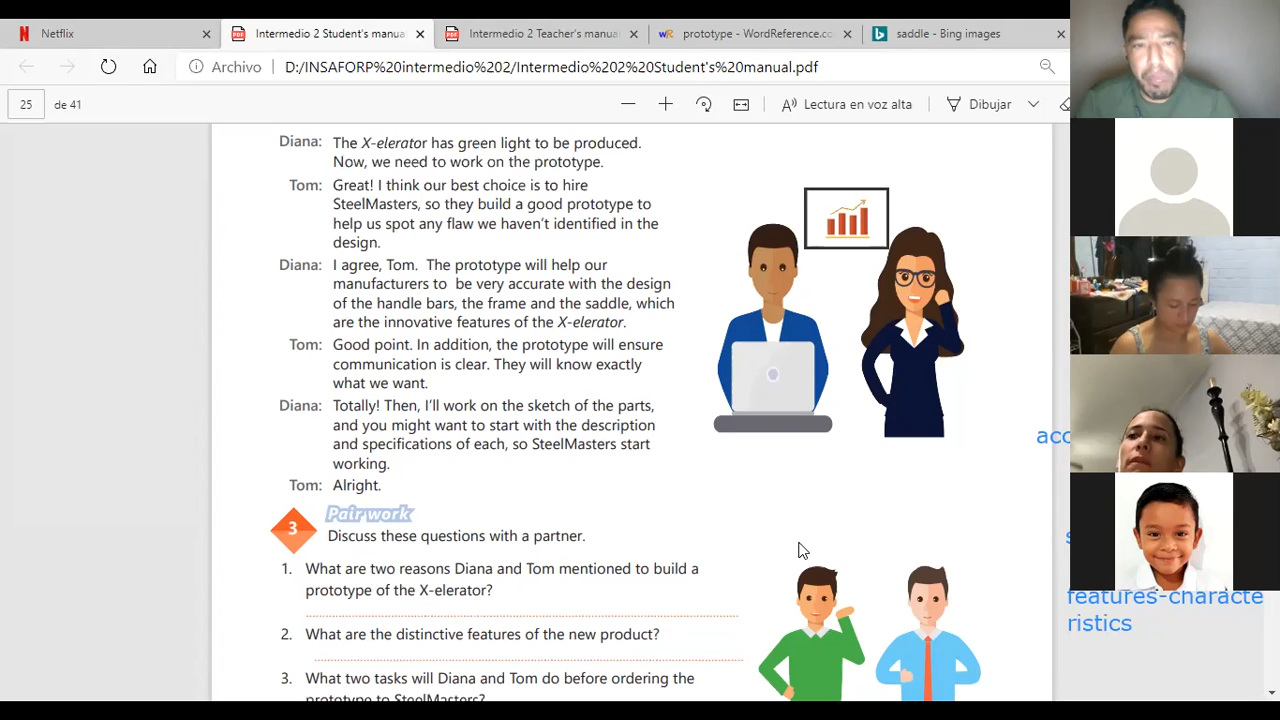 Netflix
Intermedio 2 Student's manua
Intermedio 2 Teacher's manua
prototype - WordReference.co
saddle - Bing images
Archivo
D:/INSAFORP%20intermedio%202/Intermedio%202%20Student's%20manual.pdf
25 de 41
Lectura en voz alta
Dibujar
Diana: The X-elerator has green light to be produced.
Now, we need to work on the prototype.
Tom: Great! I think our best choice is to hire
SteelMasters, so they build a good prototype to
help us spot any flaw we haven't identified in the
design.
Diana: I agree, Tom. The prototype will help our
manufacturers to be very accurate with the design
of the handle bars, the frame and the saddle, which
are the innovative features of the X-elerator.
Tom: Good point. In addition, the prototype will ensure
communication is clear. They will know exactly
what we want.
Diana: Totally! Then, I'll work on the sketch of the parts,
and you might want to start with the description
and specifications of each, so SteelMasters start
working.
Tom: Alright.
3 Pair work
Discuss these questions with a partner.
1. What are two reasons Diana and Tom mentioned to build a
prototype of the X-elerator?
2. What are the distinctive features of the new product?
3. What two tasks will Diana and Tom do before ordering the
prototype to SteelMasters?
acc
features-characte
ristics